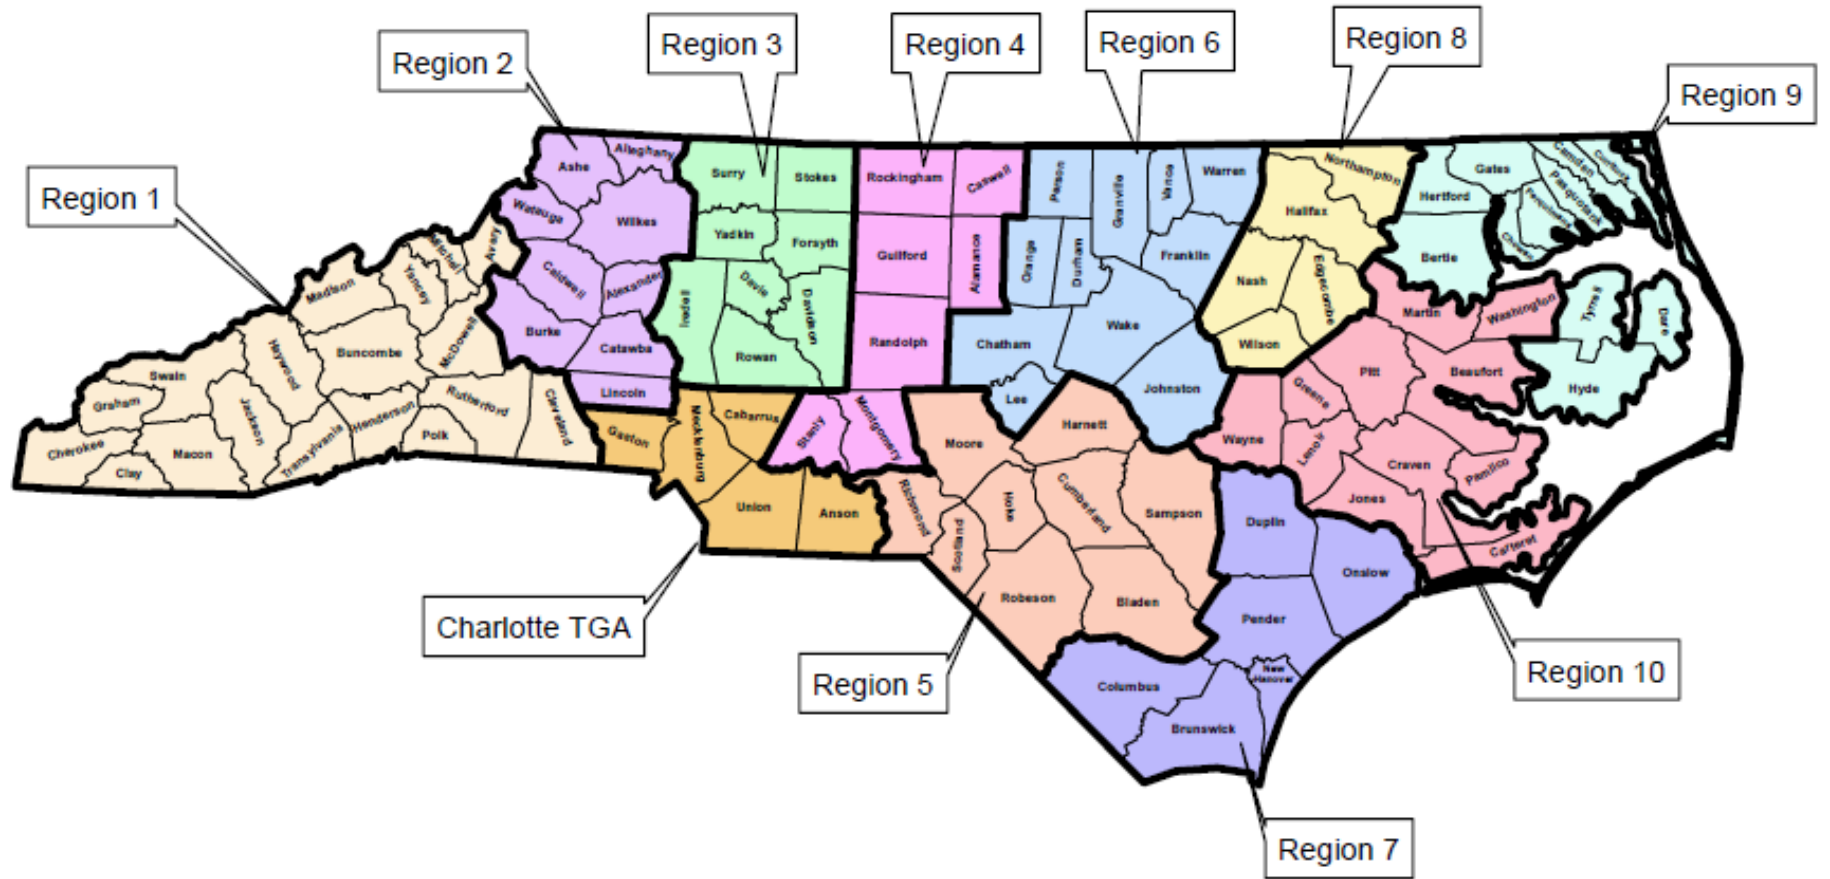 Region 1
Region 2
Region 3
Region 4
Region 6
Region 8
Region 9
Charlotte TGA
Region 5
Region 10
Region 7
Cherokee
Graham
Clay
Swain
Macon
Haywood
Jackson
Transylvania
Madison
Buncombe
Henderson
Yancey
Mitchell
Avery
McDowell
Polk
Rutherford
Cleveland
Ashe
Alleghany
Watauga
Wilkes
Caldwell
Alexander
Burke
Catawba
Lincoln
Surry
Stokes
Yadkin
Forsyth
Iredell
Davie
Davidson
Rowan
Rockingham
Caswell
Guilford
Alamance
Randolph
Stanly
Montgomery
Gaston
Mecklenburg
Cabarrus
Union
Anson
Person
Granville
Vance
Warren
Orange
Durham
Franklin
Chatham
Wake
Lee
Johnston
Moore
Harnett
Richmond
Scotland
Hoke
Cumberland
Sampson
Robeson
Bladen
Northampton
Halifax
Nash
Edgecombe
Wilson
Gates
Hertford
Bertie
Camden
Currituck
Pasquotank
Perquimans
Chowan
Tyrrell
Dare
Hyde
Martin
Washington
Pitt
Beaufort
Greene
Wayne
Lenoir
Craven
Pamlico
Jones
Carteret
Duplin
Onslow
Pender
New
Hanover
Columbus
Brunswick